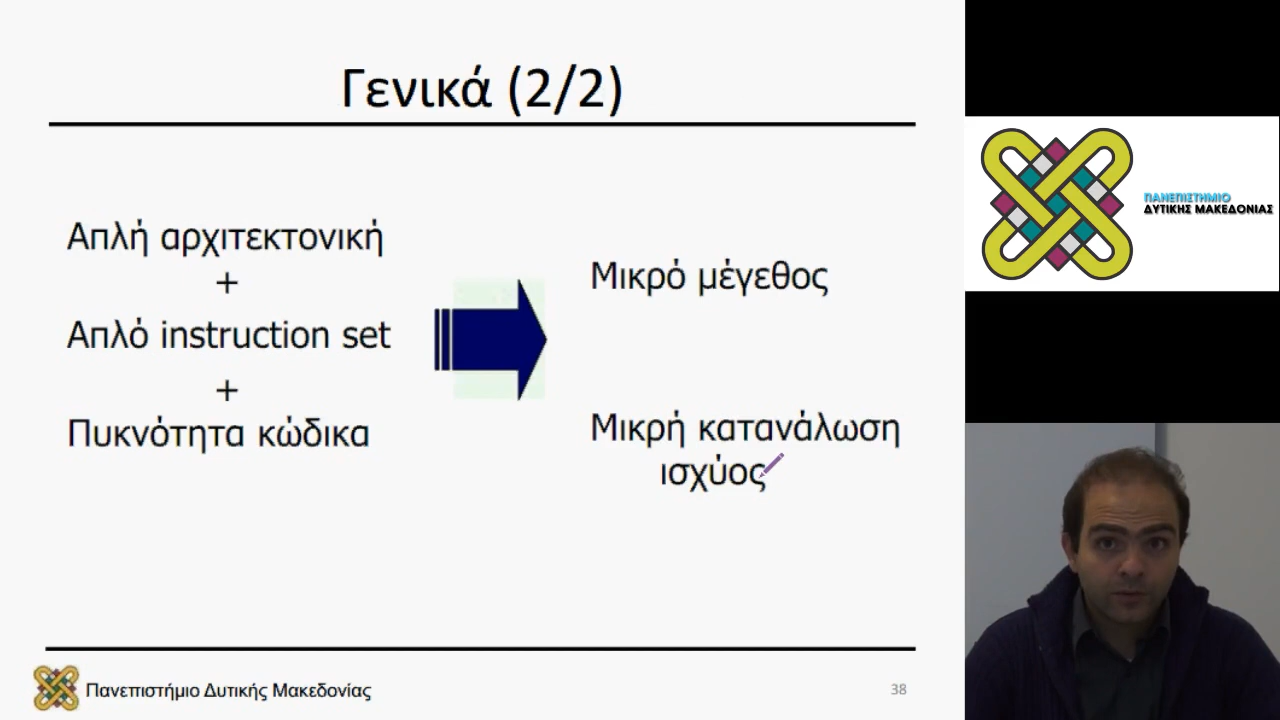 Γενικά (2/2)
Απλή αρχιτεκτονική
+
Απλό instruction set
+
Πυκνότητα κώδικα
Μικρό μέγεθος
Μικρή κατανάλωση
ισχύος
Πανεπιστήμιο Δυτικής Μακεδονίας
38
ΠΑΝΕΠΙΣΤΗΜΙΟ
ΔΥΤΙΚΗΣ ΜΑΚΕΔΟΝΙΑΣ